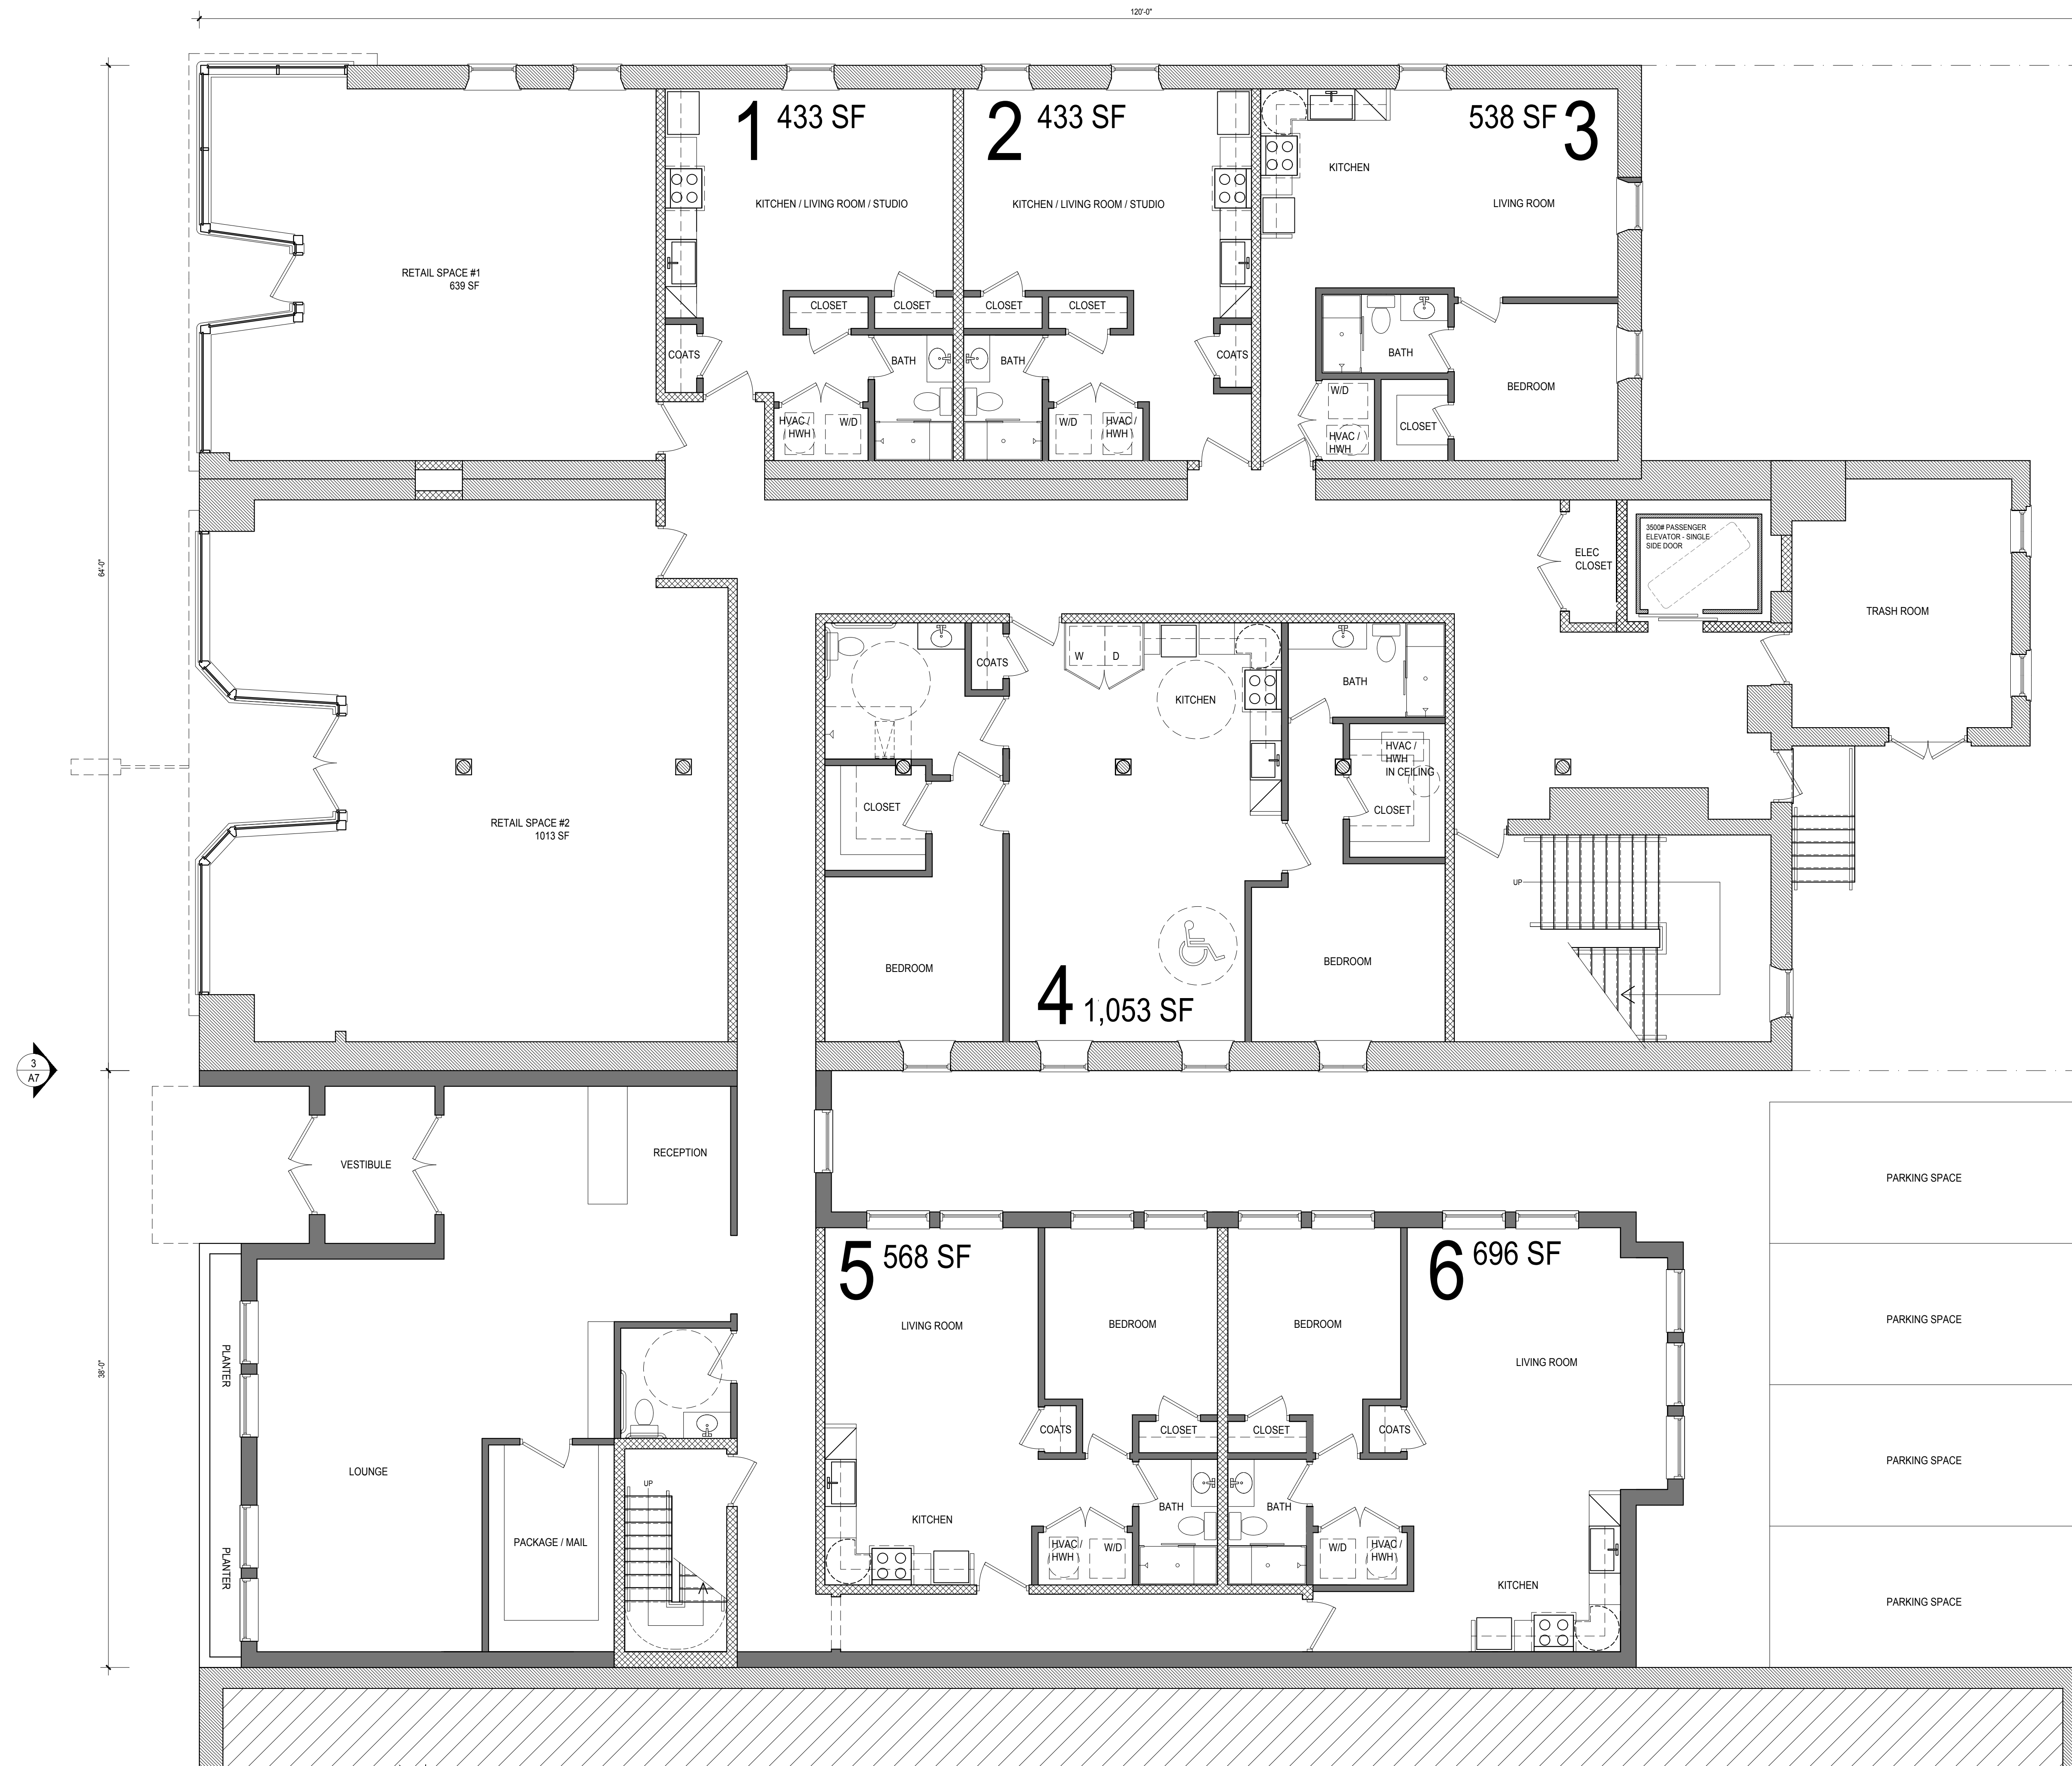 120'-0"
1 433 SF
2 433 SF
538 SF 3
KITCHEN
KITCHEN / LIVING ROOM / STUDIO
KITCHEN / LIVING ROOM / STUDIO
LIVING ROOM
RETAIL SPACE #1
639 SF
CLOSET
CLOSET
CLOSET
CLOSET
COATS
BATH
BATH
COATS
BATH
BEDROOM
W/D
HVAC /
HWH
W/D
W/D
HVAC /
HWH
CLOSET
HVAC /
HWH
3500# PASSENGER
ELEVATOR - SINGLE
SIDE DOOR
ELEC
CLOSET
64'-0"
TRASH ROOM
COATS
W
D
KITCHEN
BATH
HVAC /
HWH
IN CEILING
CLOSET
CLOSET
RETAIL SPACE #2
1013 SF
UP
BEDROOM
BEDROOM
4 1,053 SF
3
A7
VESTIBULE
RECEPTION
PARKING SPACE
5 568 SF
6 696 SF
LIVING ROOM
BEDROOM
BEDROOM
PARKING SPACE
LIVING ROOM
PLANTER
38'-0"
COATS
CLOSET
CLOSET
COATS
PARKING SPACE
LOUNGE
UP
BATH
BATH
KITCHEN
PACKAGE / MAIL
HVAC /
HWH
W/D
W/D
HVAC /
HWH
PLANTER
KITCHEN
PARKING SPACE